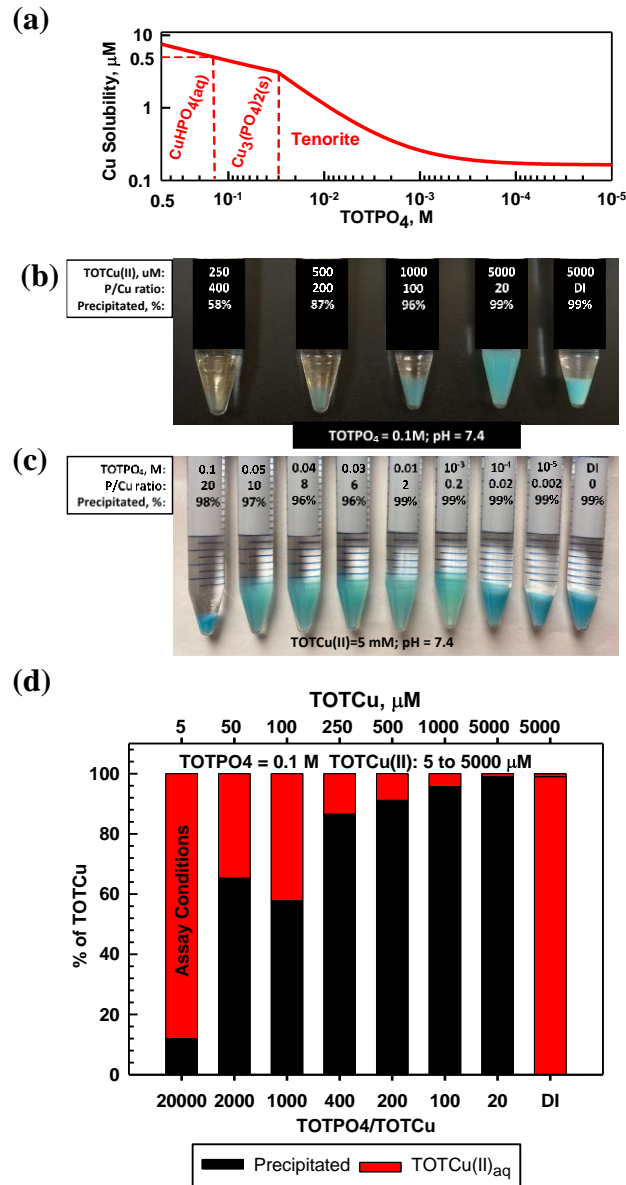 (a)
Cu Solubility, µM
10
0.5
1
0.1
CuHPO4(aq)
Cu3(PO4)2(s)
Tenorite
0.5 10⁻¹ 10⁻² 10⁻³ 10⁻⁴ 10⁻⁵
TOTPO₄, M
(b)
TOTCu(II), uM: 250 500 1000 5000 5000
P/Cu ratio: 400 200 100 20 DI
Precipitated, %: 58% 87% 96% 99% 99%
TOTPO₄ = 0.1M; pH = 7.4
(c)
TOTPO₄, M: 0.1 0.05 0.04 0.03 0.01 10⁻³ 10⁻⁴ 10⁻⁵ DI
P/Cu ratio: 20 10 8 6 2 0.2 0.02 0.002 0
Precipitated, %: 98% 97% 96% 96% 99% 99% 99% 99% 99%
TOTCu(II)=5 mM; pH = 7.4
(d)
TOTCu, µM
5 50 100 250 500 1000 5000 5000
TOTPO4 = 0.1 M TOTCu(II): 5 to 5000 µM
% of TOTCu
100
80
60
40
20
0
Assay Conditions
20000 2000 1000 400 200 100 20 DI
TOTPO4/TOTCu
Precipitated TOTCu(II)aq